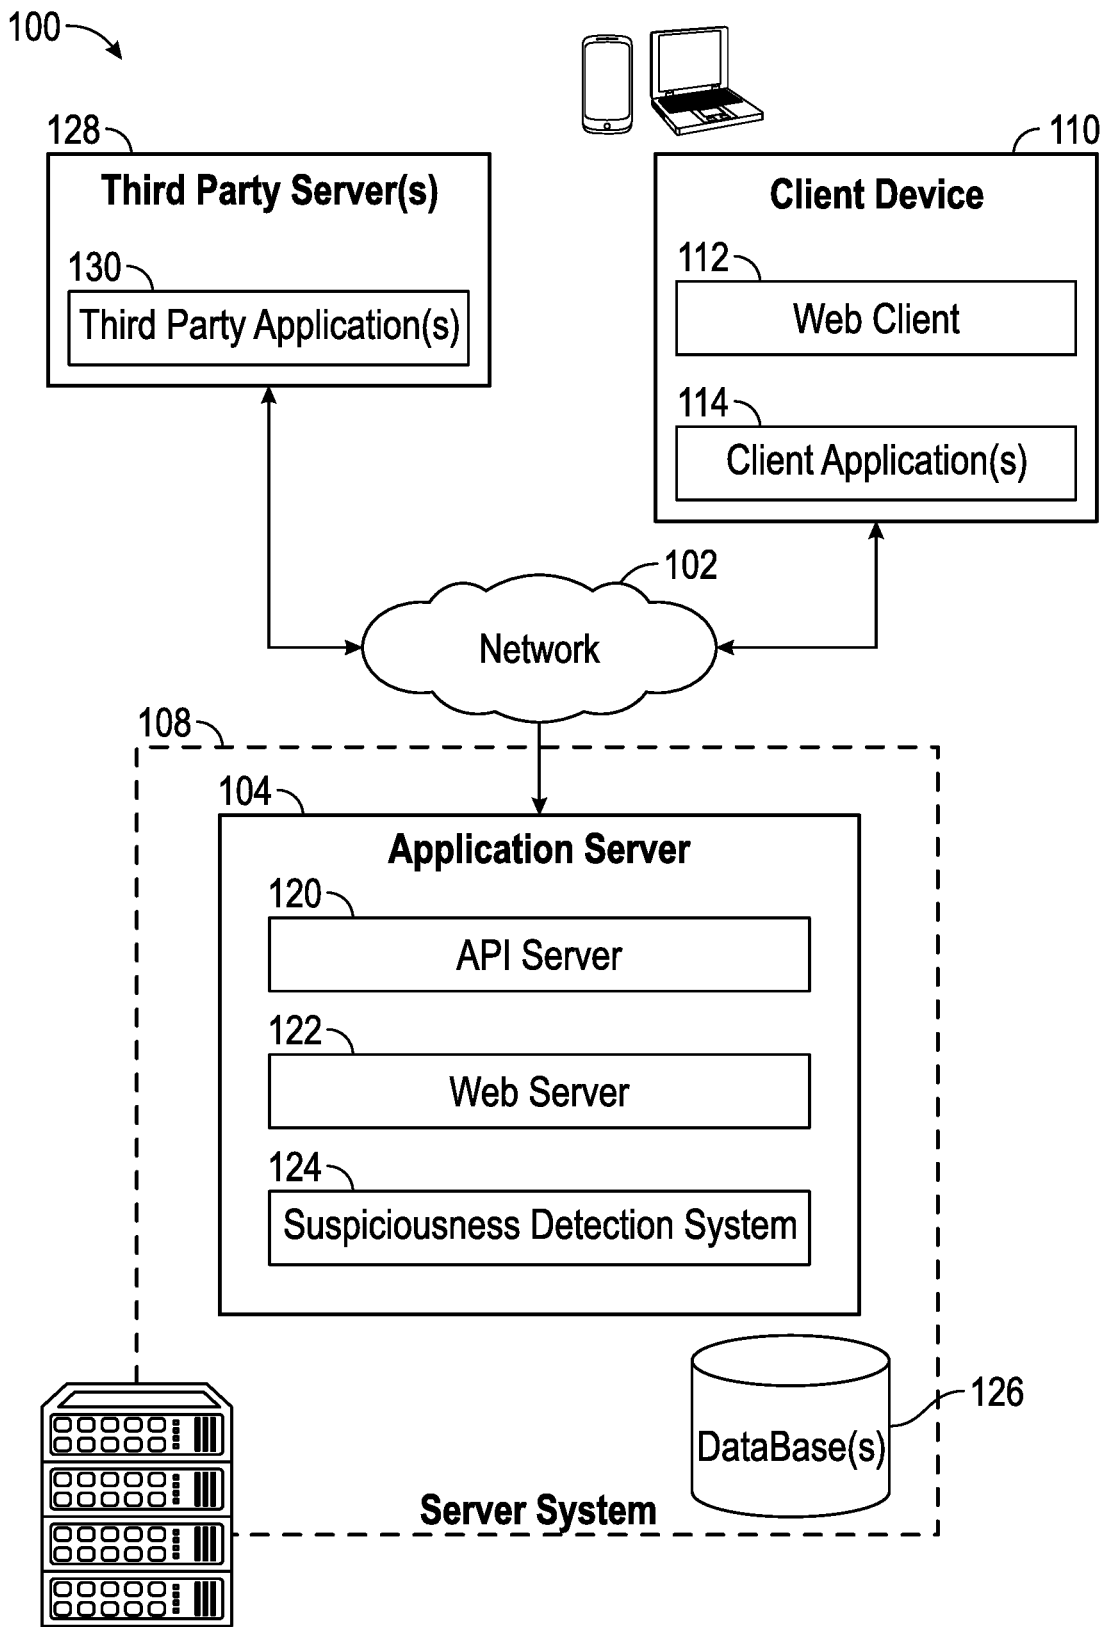 100
128
Third Party Server(s)
130
Third Party Application(s)
110
Client Device
112
Web Client
114
Client Application(s)
102
Network
108
104
Application Server
120
API Server
122
Web Server
124
Suspiciousness Detection System
126
DataBase(s)
Server System